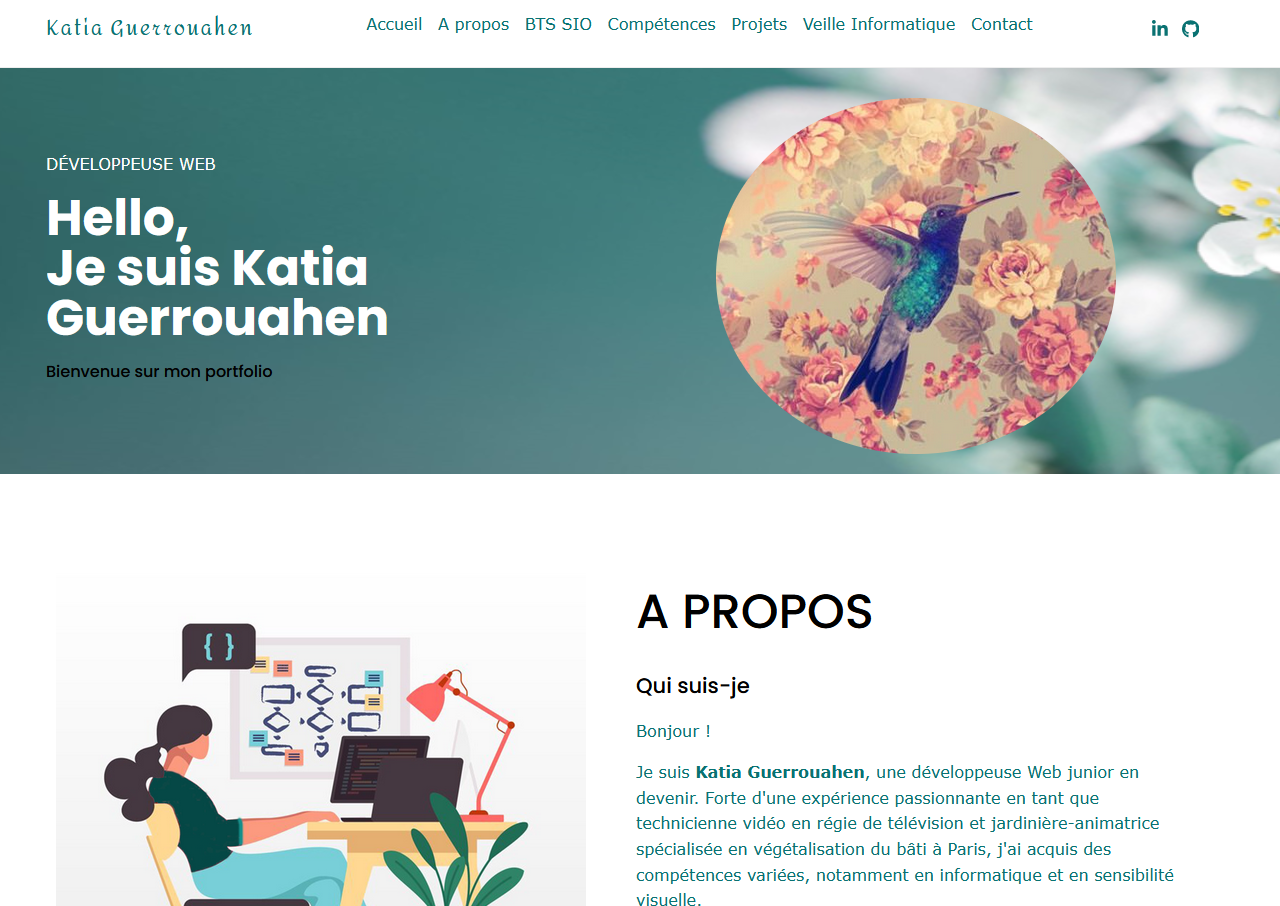 Katia Guerrouahen
Accueil A propos BTS SIO Compétences Projets Veille Informatique Contact
DÉVELOPPEUSE WEB
Hello,
Je suis Katia
Guerrouahen
Bienvenue sur mon portfolio
{ }
A PROPOS
Qui suis-je
Bonjour !
Je suis Katia Guerrouahen, une développeuse Web junior en
devenir. Forte d'une expérience passionnante en tant que
technicienne vidéo en régie de télévision et jardinière-animatrice
spécialisée en végétalisation du bâti à Paris, j'ai acquis des
compétences variées, notamment en informatique et en sensibilité
visuelle.